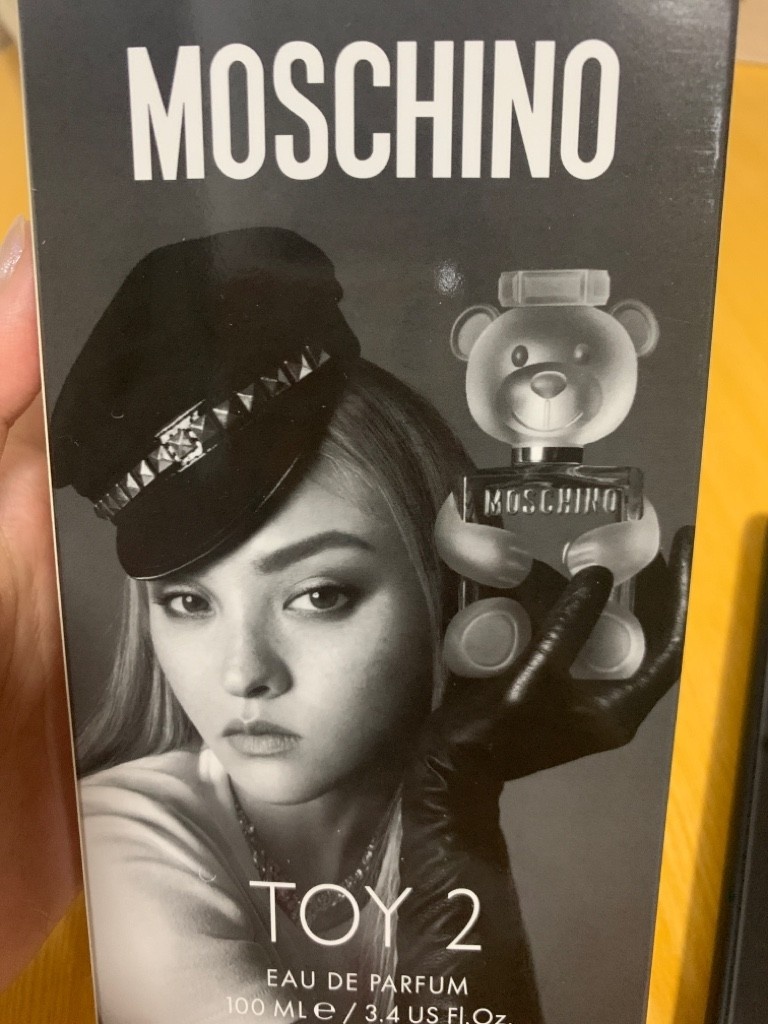 MOSCHINO
MOSCHINO
TOY 2
EAU DE PARFUM
100 ML ℮ / 3.4 US Fl.Oz.